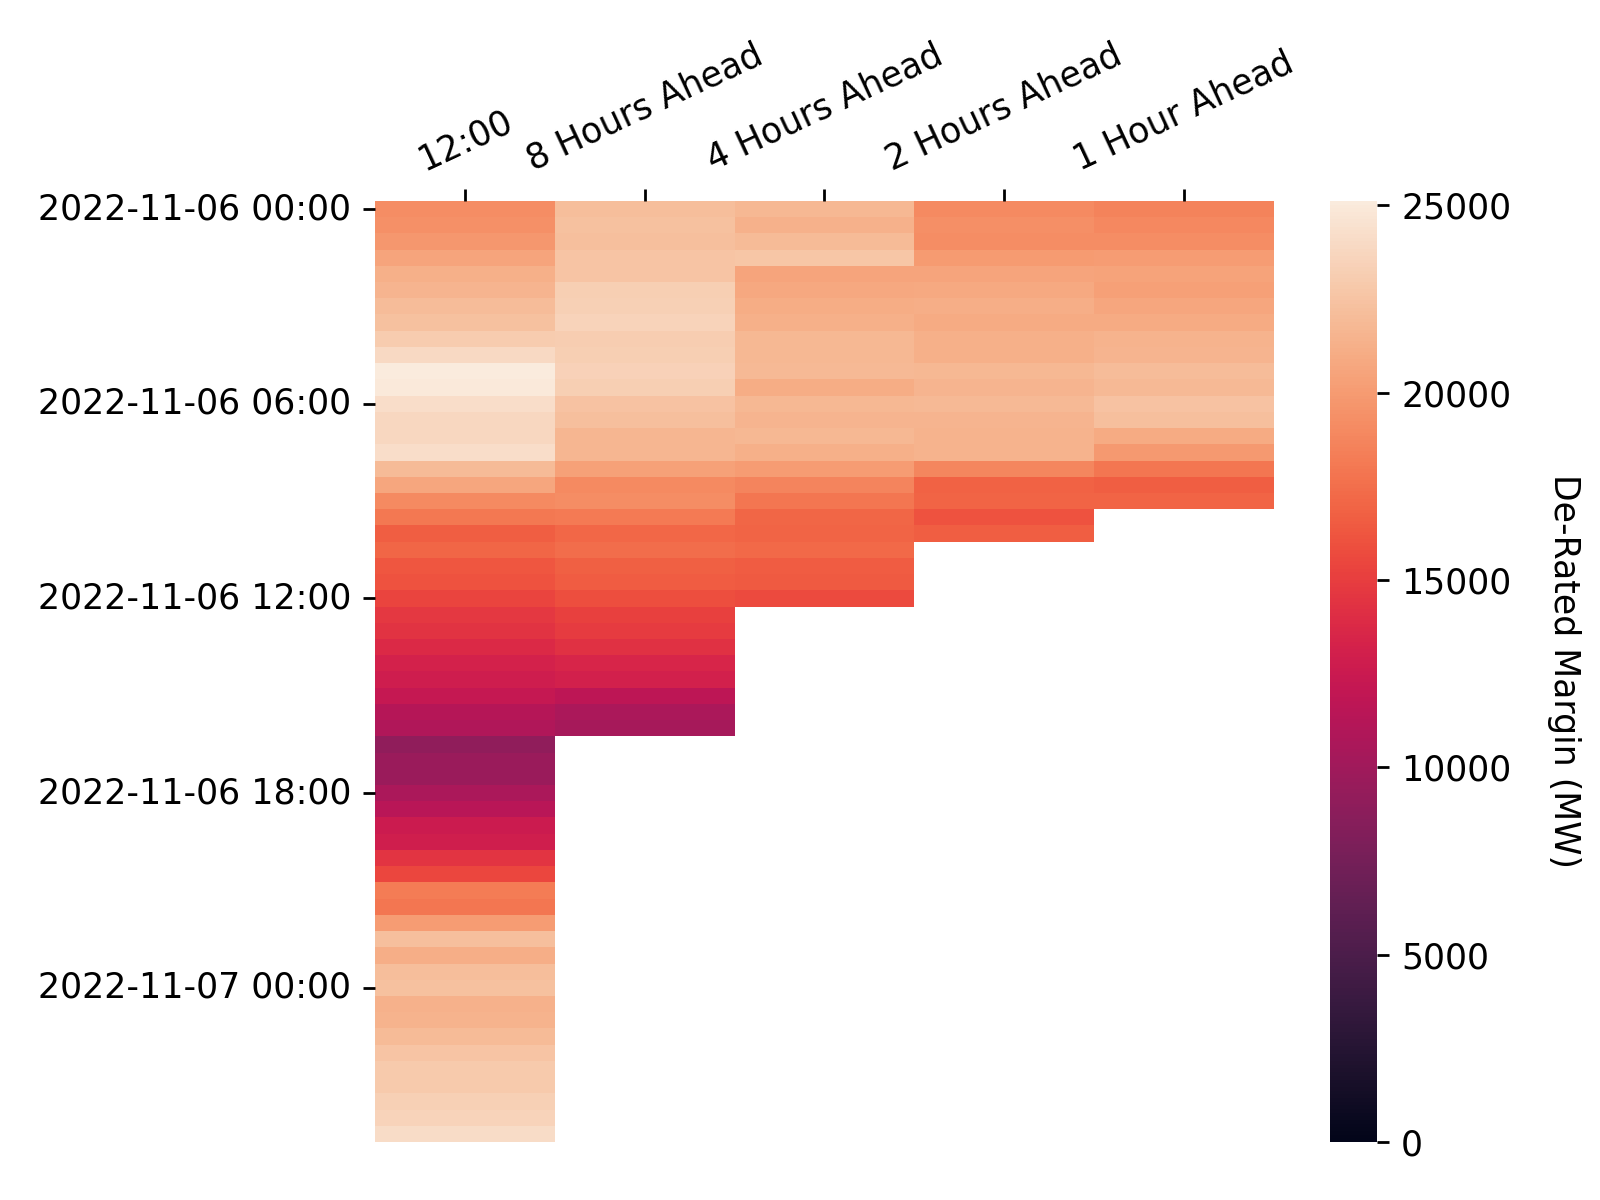 12:00
8 Hours Ahead
4 Hours Ahead
2 Hours Ahead
1 Hour Ahead
2022-11-06 00:00
2022-11-06 06:00
2022-11-06 12:00
2022-11-06 18:00
2022-11-07 00:00
25000
20000
15000
10000
5000
0
De-Rated Margin (MW)